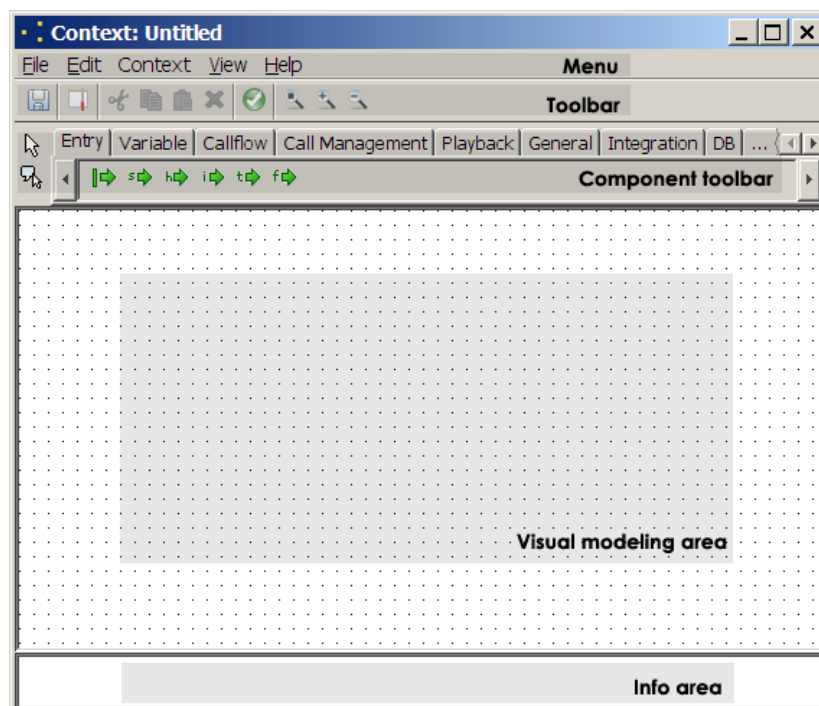 Context: Untitled
File Edit Context View Help Menu
Toolbar
Entry Variable Callflow Call Management Playback General Integration DB ...
s h i t f Component toolbar
Visual modeling area
Info area